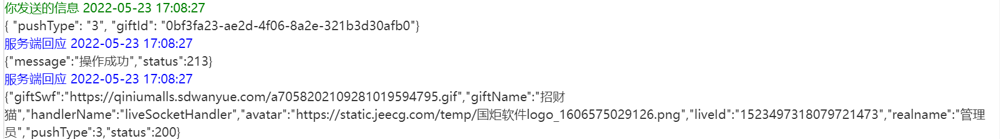 你发送的信息 2022-05-23 17:08:27
{ "pushType": "3", "giftId": "0bf3fa23-ae2d-4f06-8a2e-321b3d30afb0"}
服务端回应 2022-05-23 17:08:27
{"message":"操作成功","status":213}
服务端回应 2022-05-23 17:08:27
{"giftSwf":"https://qiniumalls.sdwanyue.com/a7058202109281019594795.gif","giftName":"招财
猫","handlerName":"liveSocketHandler","avatar":"https://static.jeecg.com/temp/国炬软件logo_1606575029126.png","liveId":"1523497318079721473","realname":"管理
员","pushType":3,"status":200}